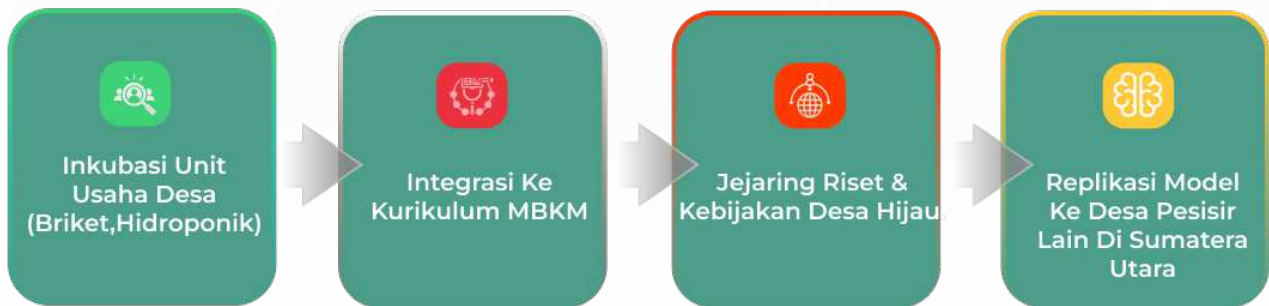 Inkubasi Unit
Usaha Desa
(Briket,Hidroponik)
Integrasi Ke
Kurikulum MBKM
Jejaring Riset &
Kebijakan Desa Hijau.
Replikasi Model
Ke Desa Pesisir
Lain Di Sumatera
Utara